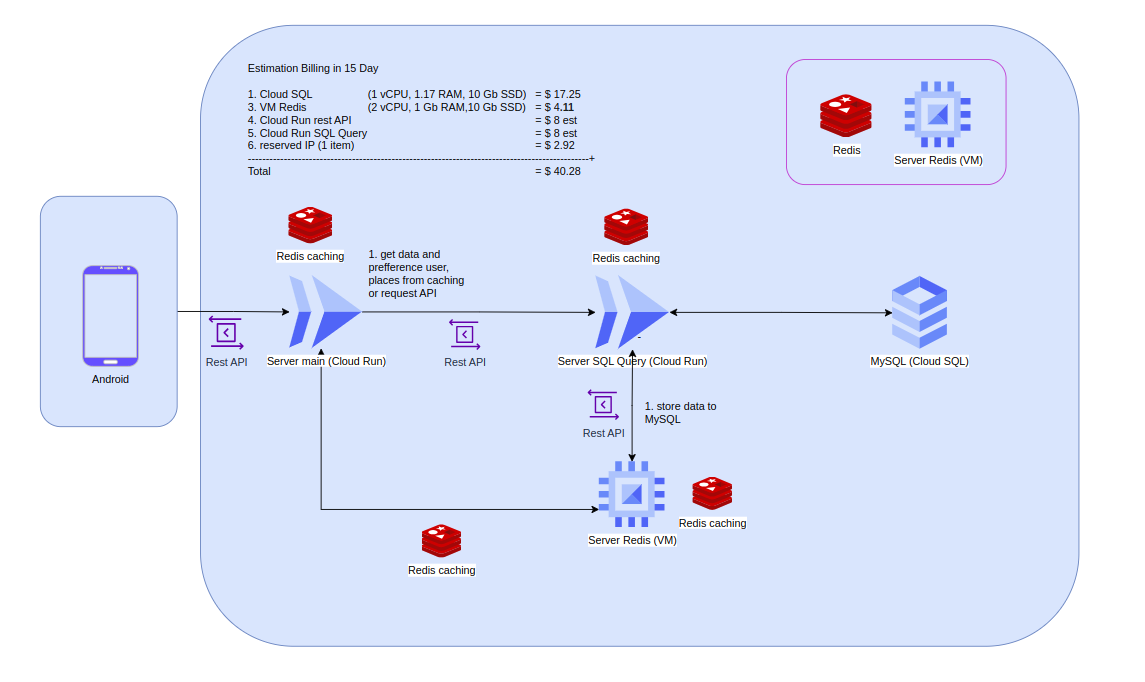 Estimation Billing in 15 Day
1. Cloud SQL (1 vCPU, 1.17 RAM, 10 Gb SSD) = $ 17.25
3. VM Redis (2 vCPU, 1 Gb RAM,10 Gb SSD) = $ 4.11
4. Cloud Run rest API = $ 8 est
5. Cloud Run SQL Query = $ 8 est
6. reserved IP (1 item) = $ 2.92
---------------------------------------------------------------------------------------------------+
Total = $ 40.28
Redis
Server Redis (VM)
Redis caching
Redis caching
1. get data and
prefference user,
places from caching
or request API
Android
Rest API
Server main (Cloud Run)
Rest API
-
Server SQL Query (Cloud Run)
MySQL (Cloud SQL)
Rest API
1. store data to
MySQL
Redis caching
Server Redis (VM)
Redis caching